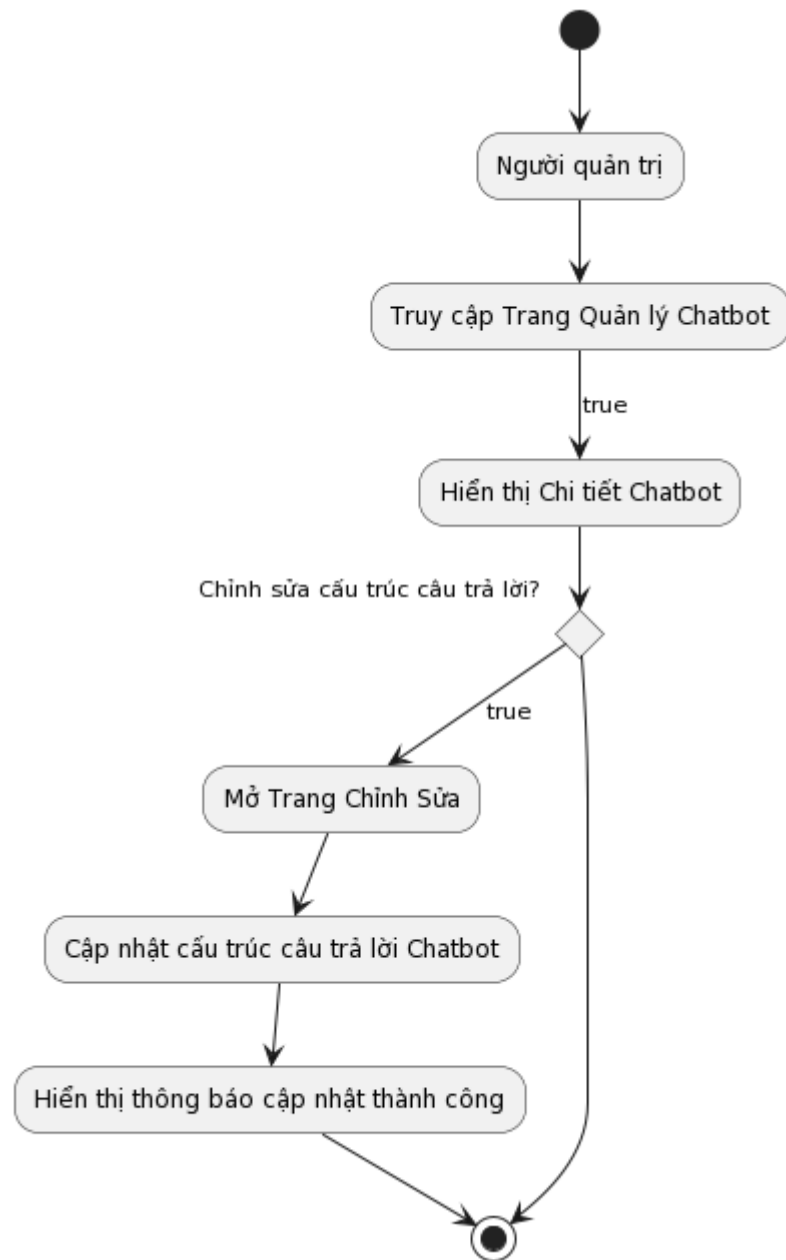 Người quản trị
Truy cập Trang Quản lý Chatbot
true
Hiển thị Chi tiết Chatbot
Chỉnh sửa cấu trúc câu trả lời?
true
Mở Trang Chỉnh Sửa
Cập nhật cấu trúc câu trả lời Chatbot
Hiển thị thông báo cập nhật thành công